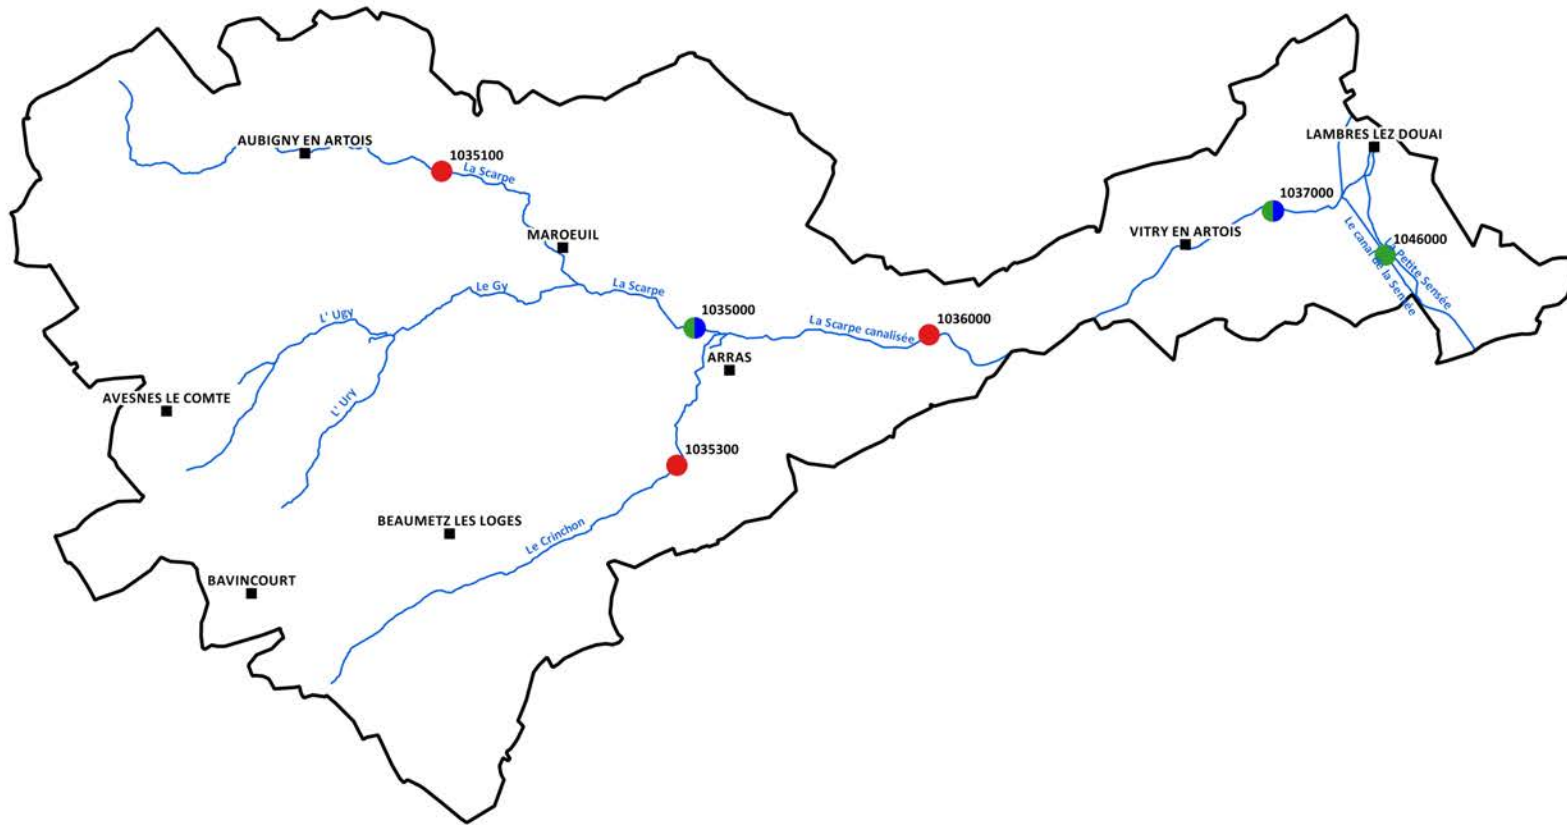 LAMBRES LEZ DOUAI
AUBIGNY EN ARTOIS
1035100
La Scarpe
1037000
MAROEUIL
VITRY EN ARTOIS
1046000
La Petite Sensée
Le canal de la Sensée
Le Gy
La Scarpe
1035000
L' Ugy
La Scarpe canalisée
1036000
ARRAS
AVESNES LE COMTE
L' Ury
1035300
BEAUMETZ LES LOGES
Le Crinchon
BAVINCOURT